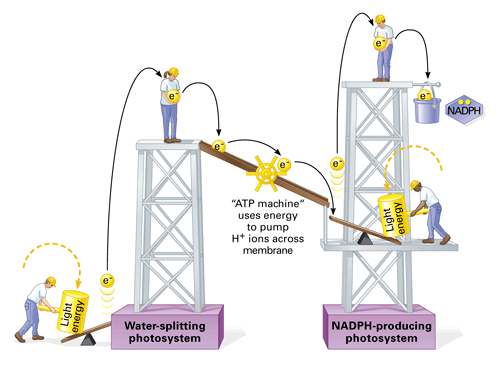 e⁻
e⁻
NADPH
e⁻
e⁻
e⁻
e⁻
"ATP machine"
uses energy
to pump
H⁺ ions across
membrane
Light
energy
e⁻
Light
energy
Water-splitting
photosystem
NADPH-producing
photosystem